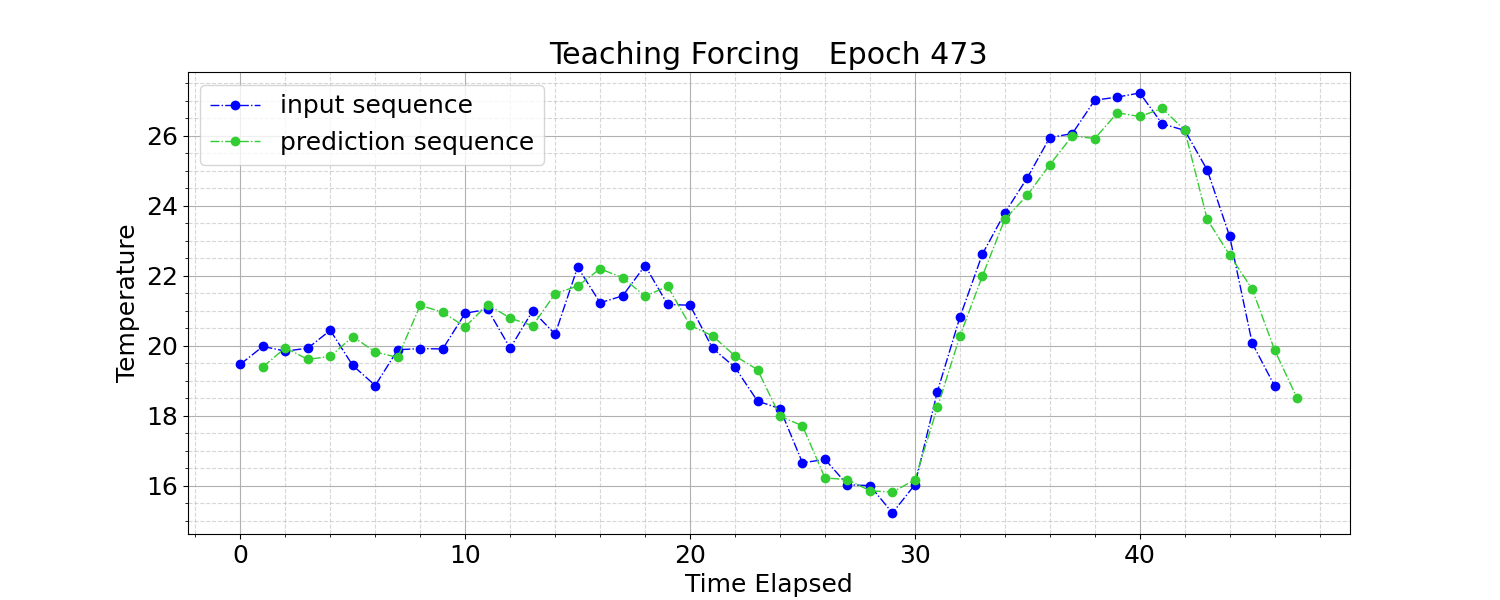 Teaching Forcing   Epoch 473
input sequence
prediction sequence
Temperature
26
24
22
20
18
16
0 10 20 30 40
Time Elapsed